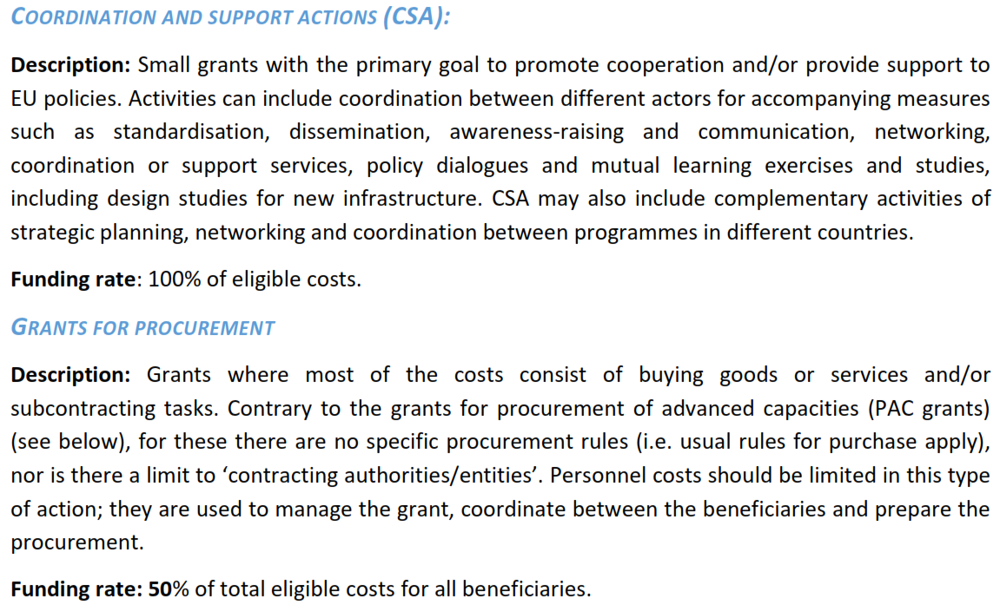 COORDINATION AND SUPPORT ACTIONS (CSA):
Description: Small grants with the primary goal to promote cooperation and/or provide support to
EU policies. Activities can include coordination between different actors for accompanying measures
such as standardisation, dissemination, awareness-raising and communication, networking,
coordination or support services, policy dialogues and mutual learning exercises and studies,
including design studies for new infrastructure. CSA may also include complementary activities of
strategic planning, networking and coordination between programmes in different countries.
Funding rate: 100% of eligible costs.
GRANTS FOR PROCUREMENT
Description: Grants where most of the costs consist of buying goods or services and/or
subcontracting tasks. Contrary to the grants for procurement of advanced capacities (PAC grants)
(see below), for these there are no specific procurement rules (i.e. usual rules for purchase apply),
nor is there a limit to ‘contracting authorities/entities’. Personnel costs should be limited in this type
of action; they are used to manage the grant, coordinate between the beneficiaries and prepare the
procurement.
Funding rate: 50% of total eligible costs for all beneficiaries.